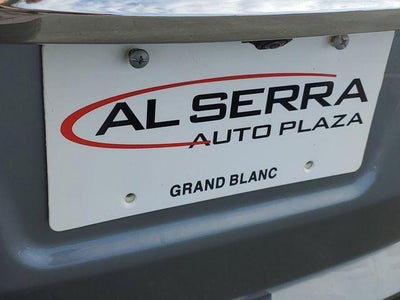 AL SERRA
AUTO PLAZA
GRAND BLANC